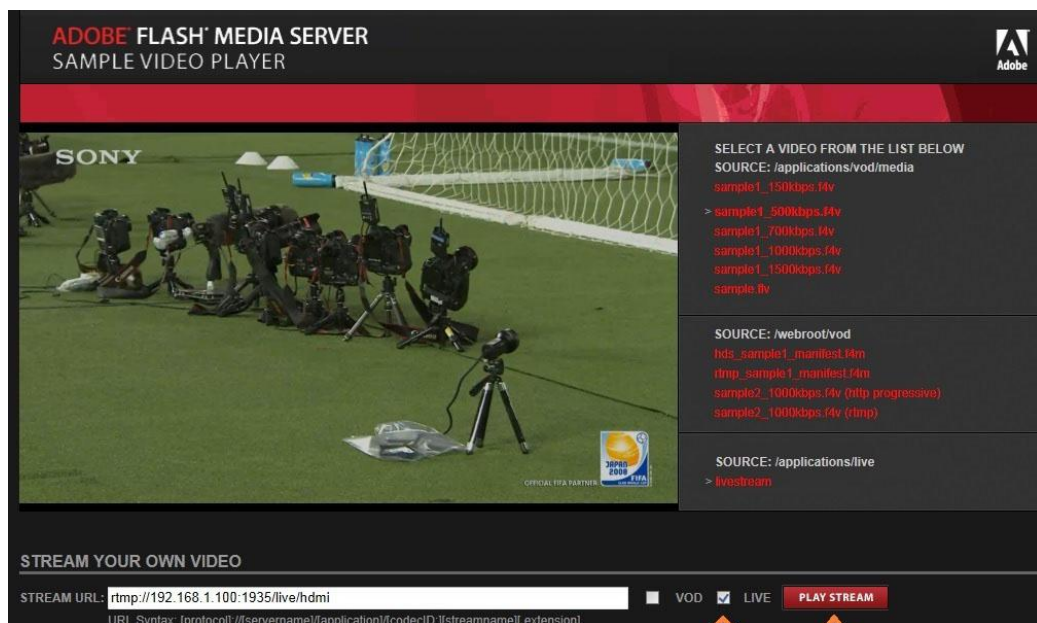 ADOBE® FLASH® MEDIA SERVER
SAMPLE VIDEO PLAYER
Adobe
SONY
JAPAN
2008
FIFA
OFFICIAL FIFA PARTNER
SELECT A VIDEO FROM THE LIST BELOW
SOURCE: /applications/vod/media
sample1_150kbps.f4v
> sample1_500kbps.f4v
sample1_700kbps.f4v
sample1_1000kbps.f4v
sample1_1500kbps.f4v
sample.flv
SOURCE: /webroot/vod
hds_sample1_manifest.f4m
rtmp_sample1_manifest.f4m
sample2_1000kbps.f4v (http progressive)
sample2_1000kbps.f4v (rtmp)
SOURCE: /applications/live
> livestream
STREAM YOUR OWN VIDEO
STREAM URL: rtmp://192.168.1.100:1935/live/hdmi VOD LIVE PLAY STREAM
URL Syntax: [protocol]://[servername]/[application]/[codecID:][streamname][.extension]